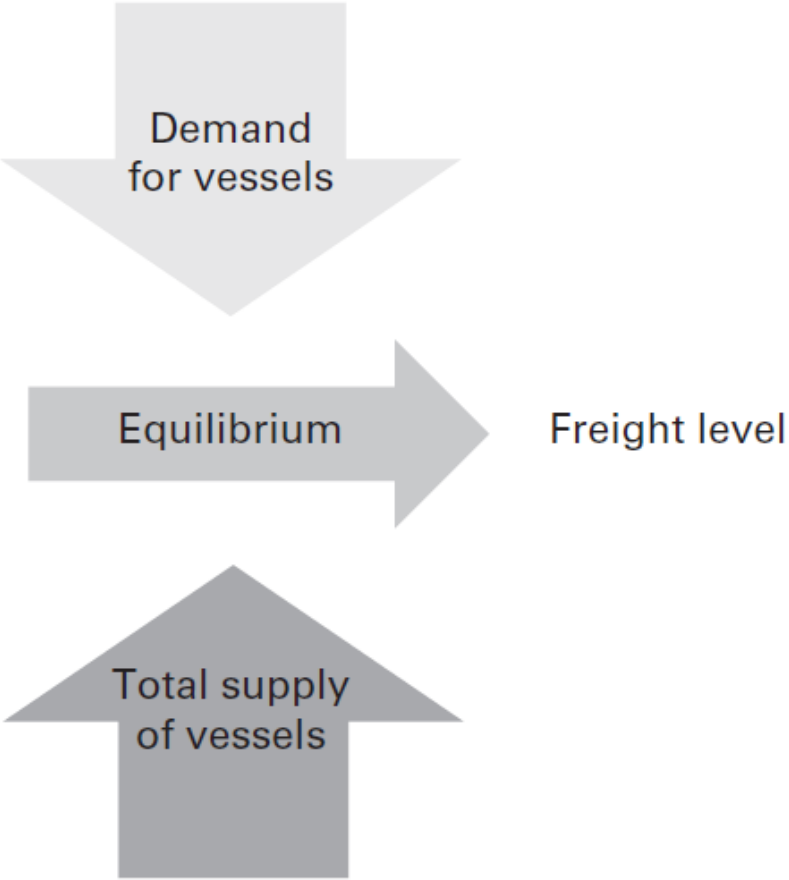 Demand
for vessels
Equilibrium
Freight level
Total supply
of vessels